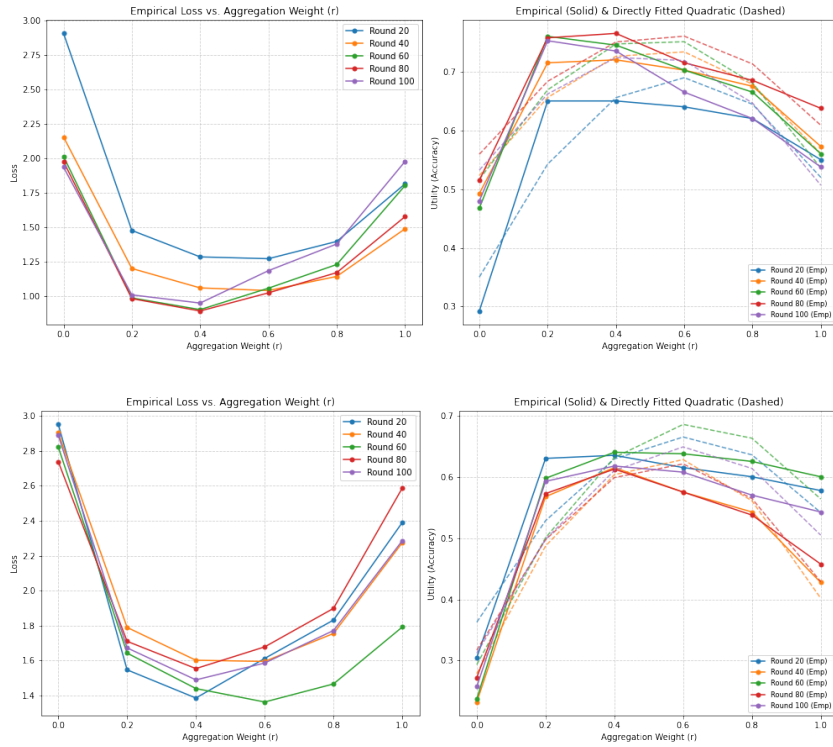 Empirical Loss vs. Aggregation Weight (r)
Round 20
Round 40
Round 60
Round 80
Round 100
3.00
2.75
2.50
2.25
2.00
1.75
1.50
1.25
1.00
Loss
0.0 0.2 0.4 0.6 0.8 1.0
Aggregation Weight (r)
Empirical (Solid) & Directly Fitted Quadratic (Dashed)
0.7
0.6
0.5
0.4
0.3
Utility (Accuracy)
Round 20 (Emp)
Round 40 (Emp)
Round 60 (Emp)
Round 80 (Emp)
Round 100 (Emp)
0.0 0.2 0.4 0.6 0.8 1.0
Aggregation Weight (r)
Empirical Loss vs. Aggregation Weight (r)
Round 20
Round 40
Round 60
Round 80
Round 100
3.0
2.8
2.6
2.4
2.2
2.0
1.8
1.6
1.4
Loss
0.0 0.2 0.4 0.6 0.8 1.0
Aggregation Weight (r)
Empirical (Solid) & Directly Fitted Quadratic (Dashed)
0.7
0.6
0.5
0.4
0.3
Utility (Accuracy)
Round 20 (Emp)
Round 40 (Emp)
Round 60 (Emp)
Round 80 (Emp)
Round 100 (Emp)
0.0 0.2 0.4 0.6 0.8 1.0
Aggregation Weight (r)